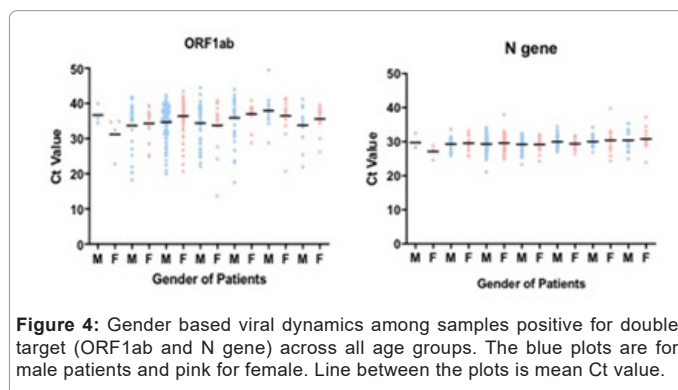 ORF1ab
50
40
30
20
10
0
Ct Value
M F M F M F M F M F M F M F
Gender of Patients
N gene
50
40
30
20
10
0
Ct Value
M F M F M F M F M F M F M F
Gender of Patients
Figure 4: Gender based viral dynamics among samples positive for double
target (ORF1ab and N gene) across all age groups. The blue plots are for
male patients and pink for female. Line between the plots is mean Ct value.